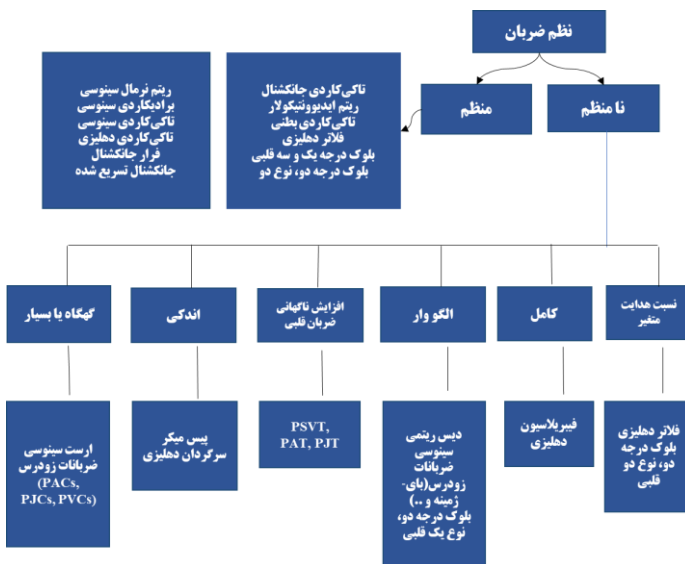 نظم ضربان
نا منظم
منظم
تاکی‌کاردی جانکشنال
ریتم ایدیوونتیکولار
تاکی‌کاردی بطنی
فلاتر دهلیزی
بلوک درجه یک و سه قلبی
بلوک درجه دو، نوع دو
ریتم نرمال سینوسی
برادیکاردی سینوسی
تاکی‌کاردی سینوسی
تاکی‌کاردی دهلیزی
فرار جانکشنال
جانکشنال تسریع شده
نسبت هدایت
متغیر
کامل
الگو وار
افزایش ناگهانی
ضربان قلبی
اندکی
گهگاه یا بسیار
فلاتر دهلیزی
بلوک درجه
دو، نوع دو
قلبی
فیبریلاسیون
دهلیزی
دیس ریتمی
سینوسی
ضربانات
زودرس(بای-
ژمینه و ..)
بلوک درجه دو،
نوع یک قلبی
PSVT,
PAT, PJT
پیس میکر
سرگردان دهلیزی
ارست سینوسی
ضربانات زودرس
(PACs,
PJCs, PVCs)